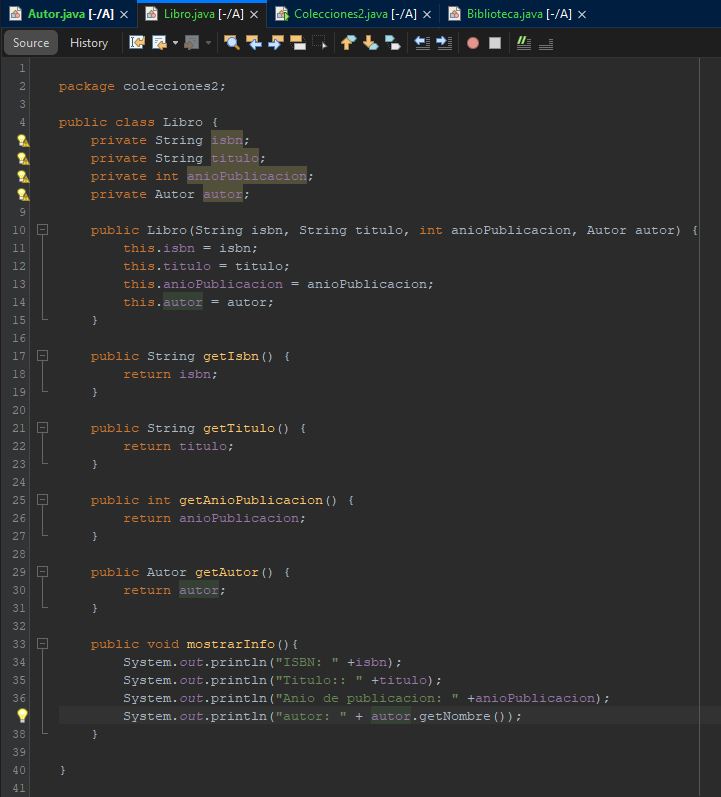 Autor.java [-/A] Libro.java [-/A] Colecciones2.java [-/A] Biblioteca.java [-/A]
Source History
1
2 package colecciones2;
3
4 public class Libro {
private String isbn;
private String titulo;
private int anioPublicacion;
private Autor autor;
9
10 public Libro(String isbn, String titulo, int anioPublicacion, Autor autor) {
11 this.isbn = isbn;
12 this.titulo = titulo;
13 this.anioPublicacion = anioPublicacion;
14 this.autor = autor;
15 }
16
17 public String getIsbn() {
18 return isbn;
19 }
20
21 public String getTitulo() {
22 return titulo;
23 }
24
25 public int getAnioPublicacion() {
26 return anioPublicacion;
27 }
28
29 public Autor getAutor() {
30 return autor;
31 }
32
33 public void mostrarInfo(){
34 System.out.println("ISBN: " +isbn);
35 System.out.println("Titulo:: " +titulo);
36 System.out.println("Anio de publicacion: " +anioPublicacion);
System.out.println("autor: " + autor.getNombre());
38 }
39
40 }
41